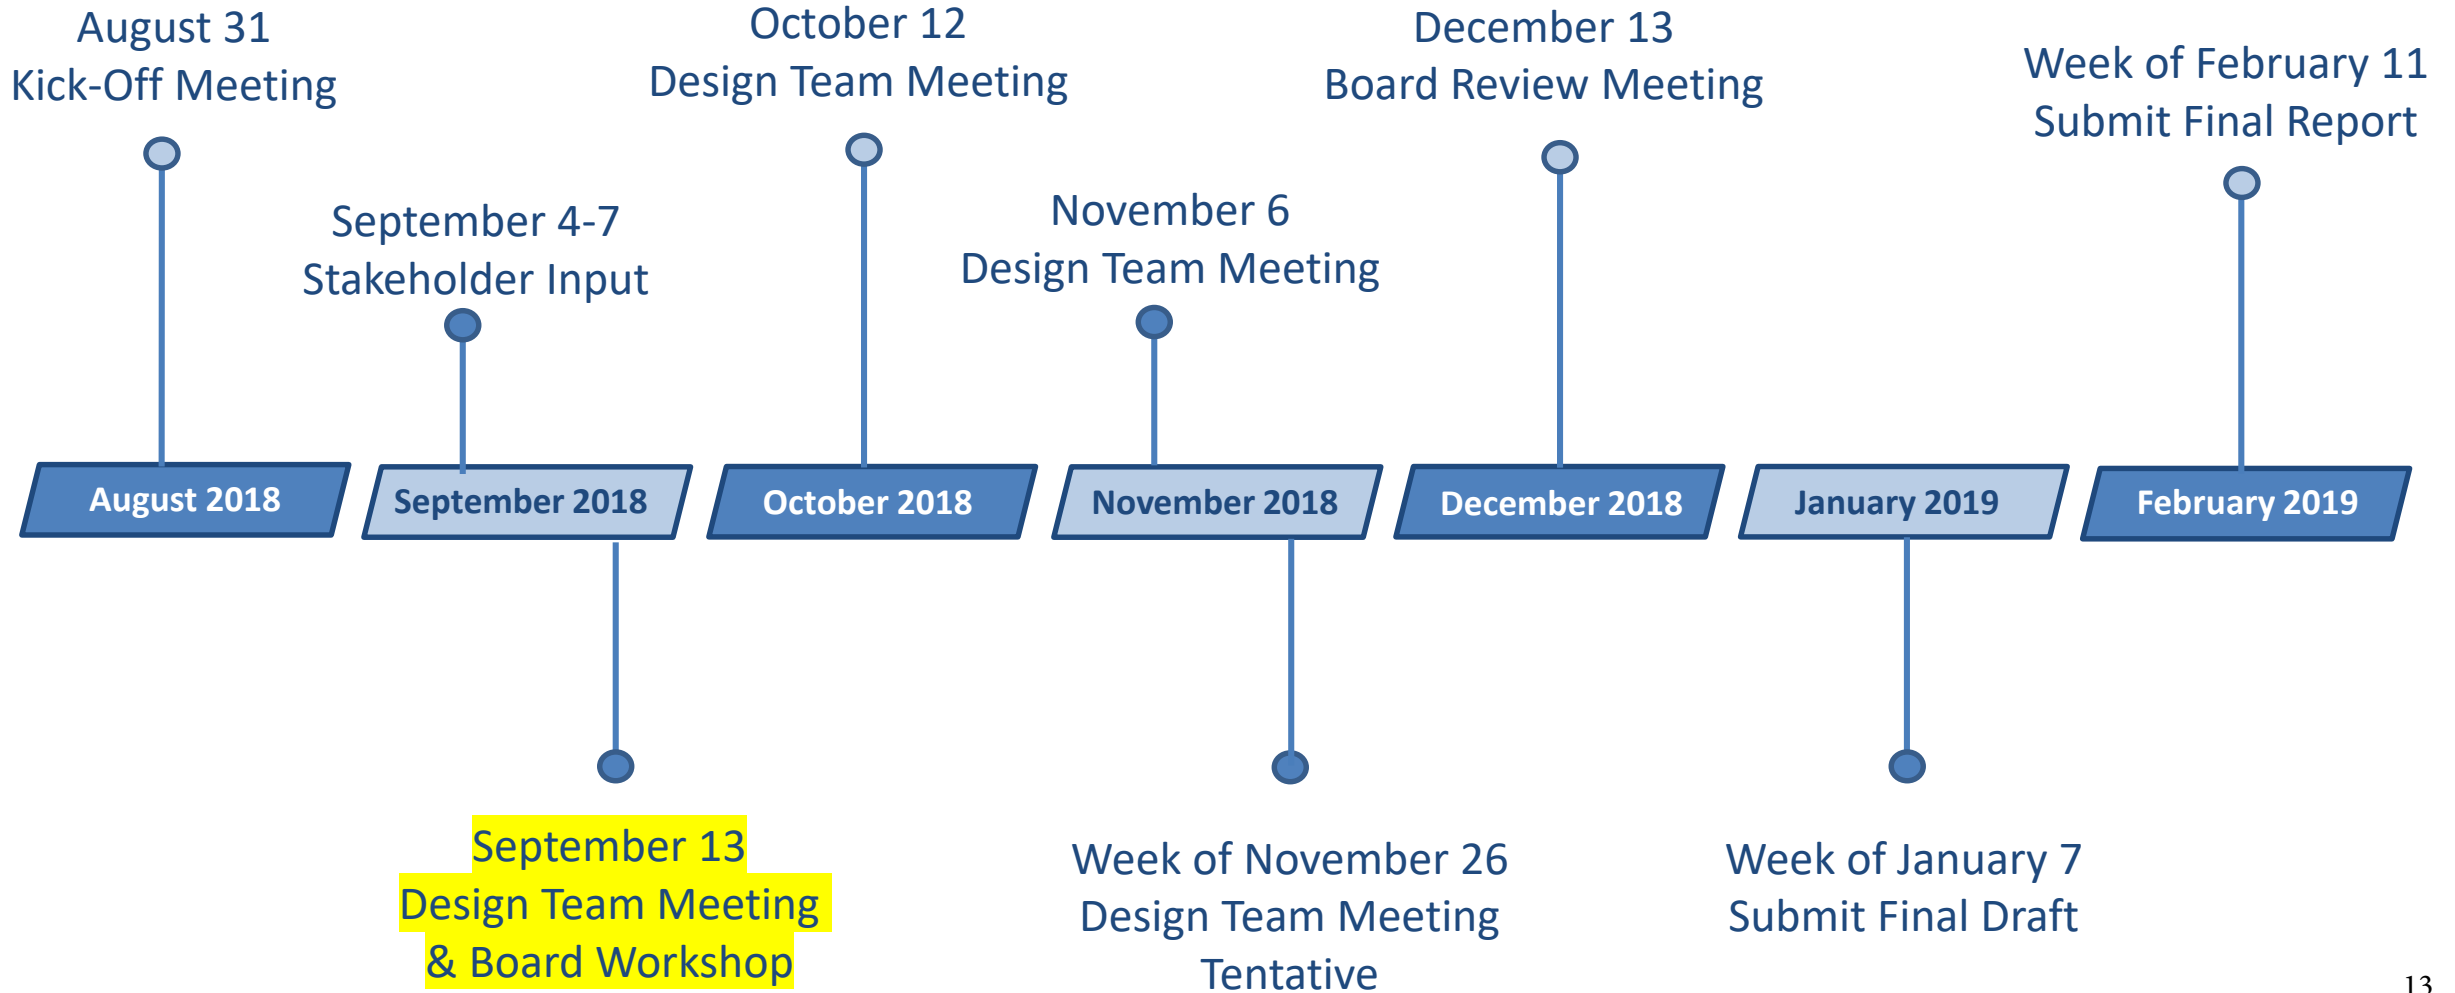 August 31
Kick-Off Meeting
September 4-7
Stakeholder Input
October 12
Design Team Meeting
November 6
Design Team Meeting
December 13
Board Review Meeting
Week of February 11
Submit Final Report
August 2018
September 2018
October 2018
November 2018
December 2018
January 2019
February 2019
September 13
Design Team Meeting
& Board Workshop
Week of November 26
Design Team Meeting
Tentative
Week of January 7
Submit Final Draft
13